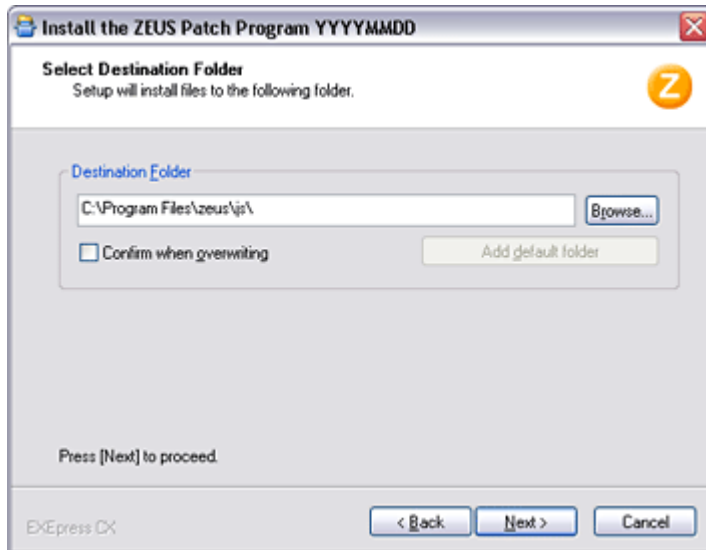 Install the ZEUS Patch Program YYYYMMDD
Select Destination Folder
Setup will install files to the following folder.
Z
Destination Folder
C:\Program Files\zeus\js\
Browse...
Confirm when overwriting
Add default folder
Press [Next] to proceed.
EXEpress CX
< Back
Next >
Cancel